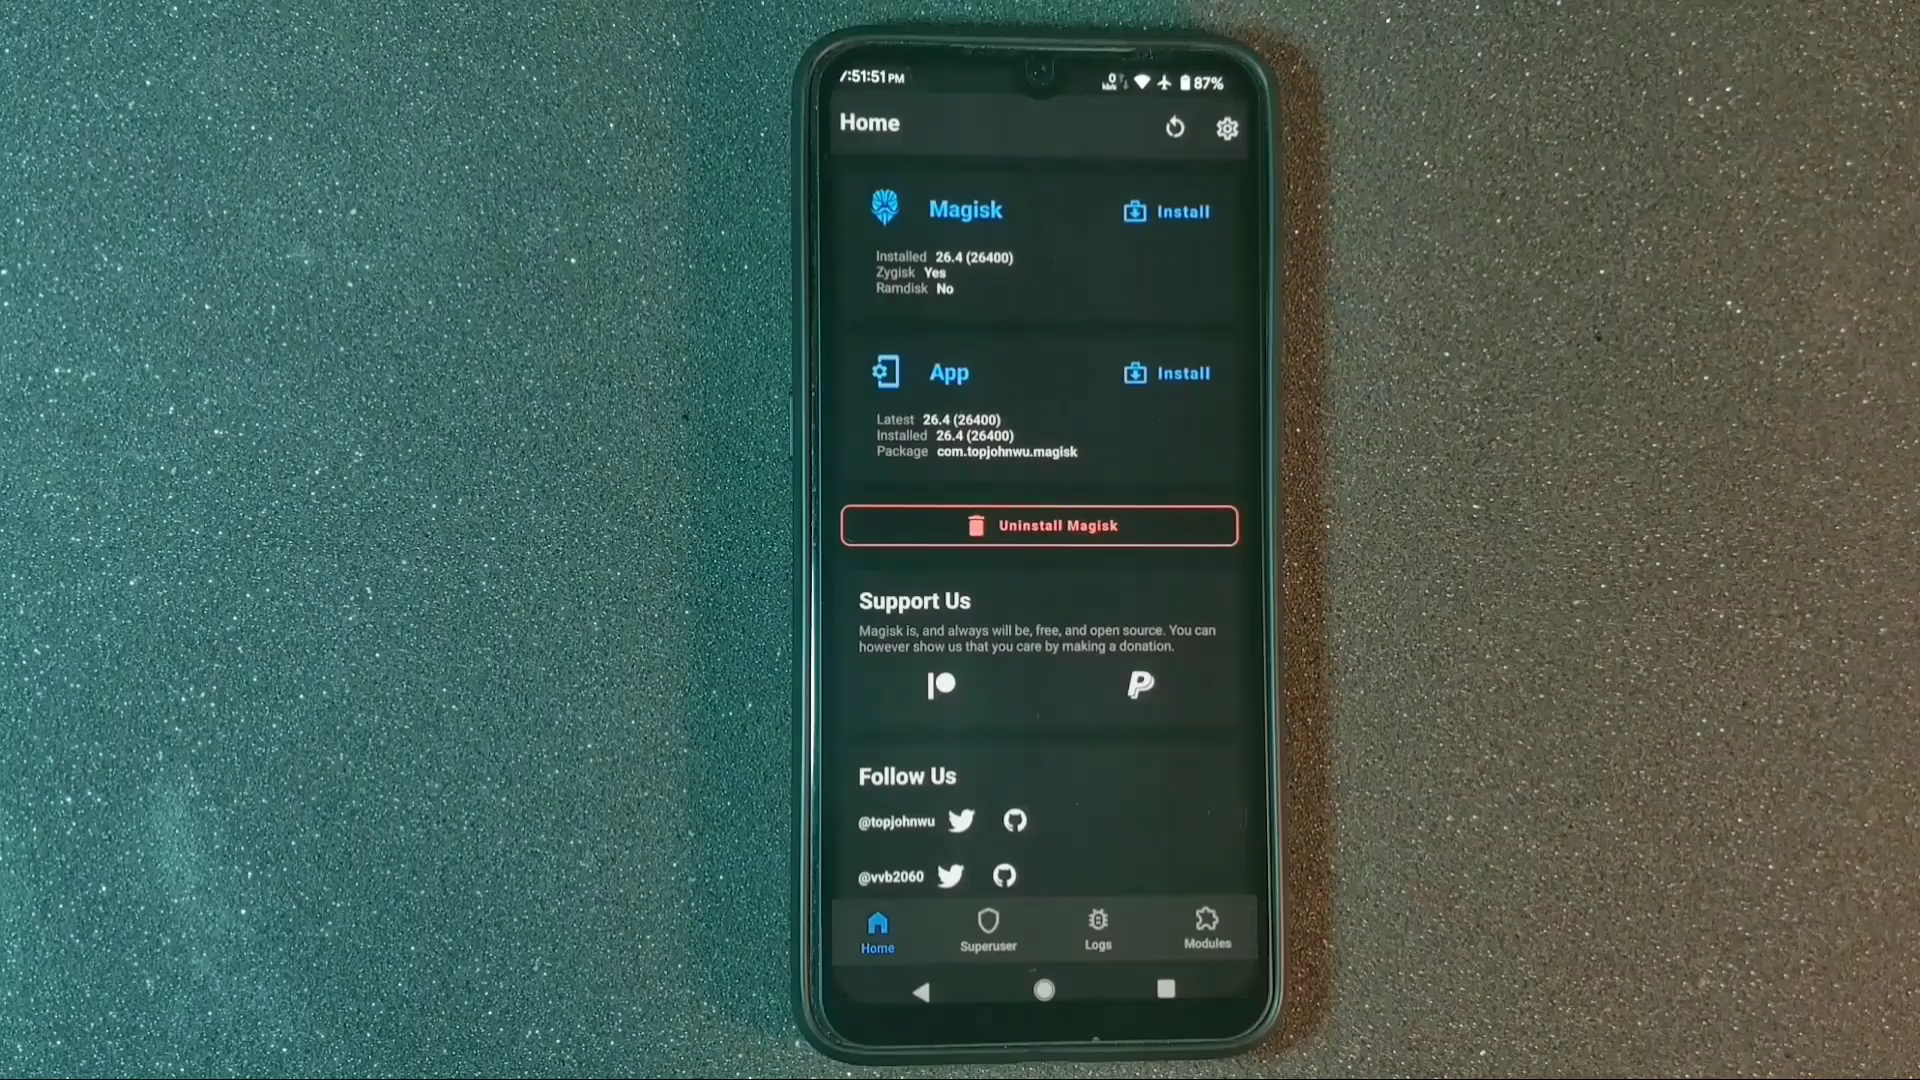 :51:51 PM
87%
Home
Magisk
Install
Installed 26.4 (26400)
Zygisk Yes
Ramdisk No
App
Install
Latest 26.4 (26400)
Installed 26.4 (26400)
Package com.topjohnwu.magisk
Uninstall Magisk
Support Us
Magisk is, and always will be, free, and open source. You can
however show us that you care by making a donation.
Follow Us
@topjohnwu
@vvb2060
Home
Superuser
Logs
Modules